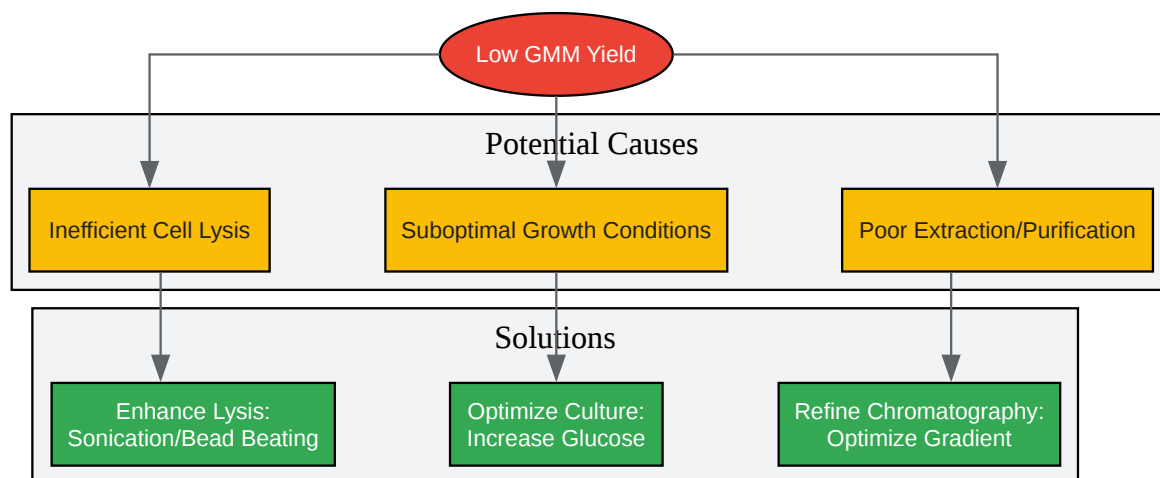 Low GMM Yield
Potential Causes
Inefficient Cell Lysis
Suboptimal Growth Conditions
Poor Extraction/Purification
Solutions
Enhance Lysis:
Sonication/Bead Beating
Optimize Culture:
Increase Glucose
Refine Chromatography:
Optimize Gradient